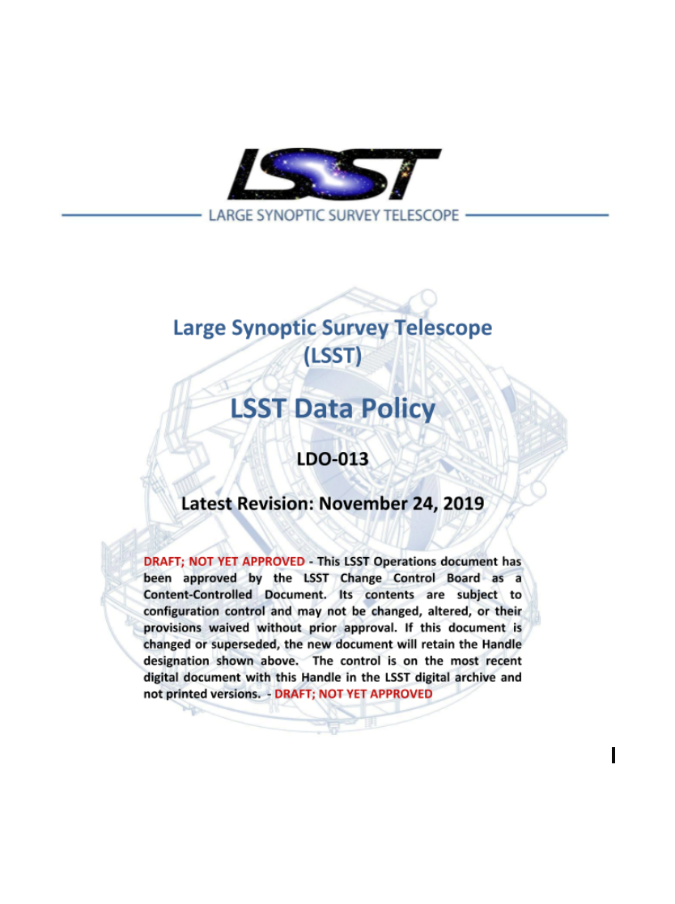 LSST
LARGE SYNOPTIC SURVEY TELESCOPE
Large Synoptic Survey Telescope
(LSST)
LSST Data Policy
LDO-013
Latest Revision: November 24, 2019
DRAFT; NOT YET APPROVED - This LSST Operations document has
been approved by the LSST Change Control Board as a
Content-Controlled Document. Its contents are subject to
configuration control and may not be changed, altered, or their
provisions waived without prior approval. If this document is
changed or superseded, the new document will retain the Handle
designation shown above. The control is on the most recent
digital document with this Handle in the LSST digital archive and
not printed versions. - DRAFT; NOT YET APPROVED